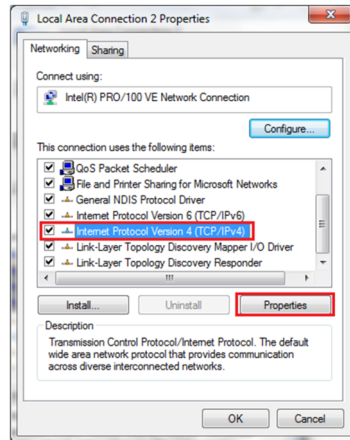 Local Area Connection 2 Properties
Networking Sharing
Connect using:
Intel(R) PRO/100 VE Network Connection
Configure...
This connection uses the following items:
QoS Packet Scheduler
File and Printer Sharing for Microsoft Networks
General NDIS Protocol Driver
Internet Protocol Version 6 (TCP/IPv6)
Internet Protocol Version 4 (TCP/IPv4)
Link-Layer Topology Discovery Mapper I/O Driver
Link-Layer Topology Discovery Responder
Install... Uninstall Properties
Description
Transmission Control Protocol/Internet Protocol. The default
wide area network protocol that provides communication
across diverse interconnected networks.
OK Cancel